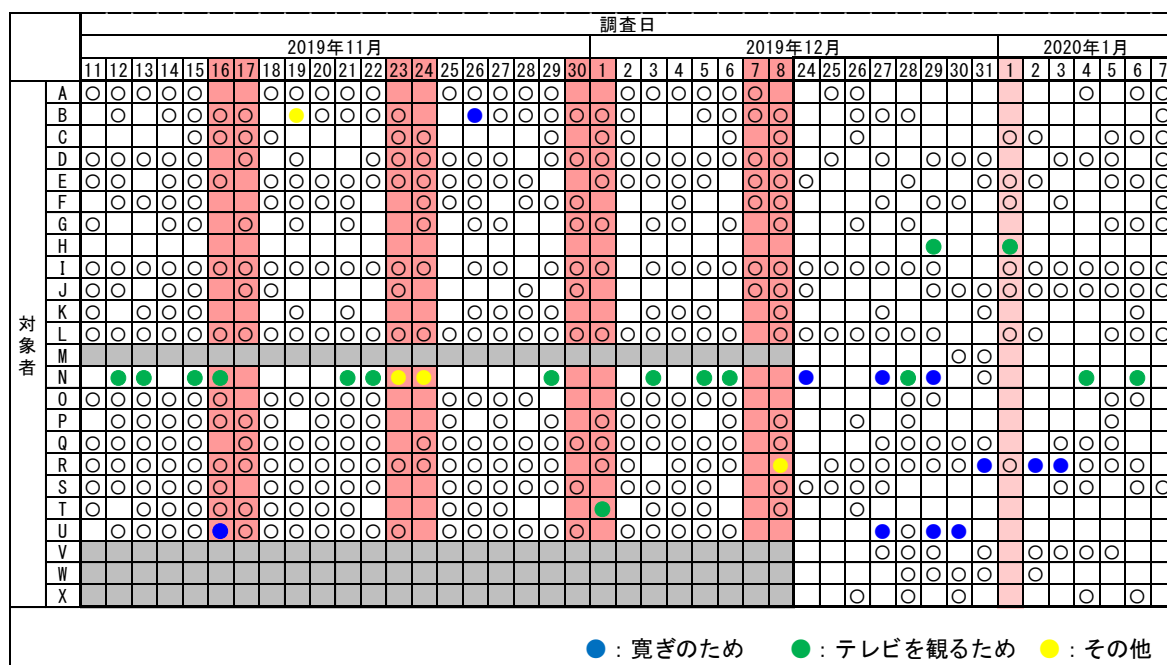 調査日
2019年11月 2019年12月 2020年1月
11 12 13 14 15 16 17 18 19 20 21 22 23 24 25 26 27 28 29 30 1 2 3 4 5 6 7 8 24 25 26 27 28 29 30 31 1 2 3 4 5 6 7
対象者
A
B
C
D
E
F
G
H
I
J
K
L
M
N
O
P
Q
R
S
T
U
V
W
X
：寛ぎのため ：テレビを観るため ：その他